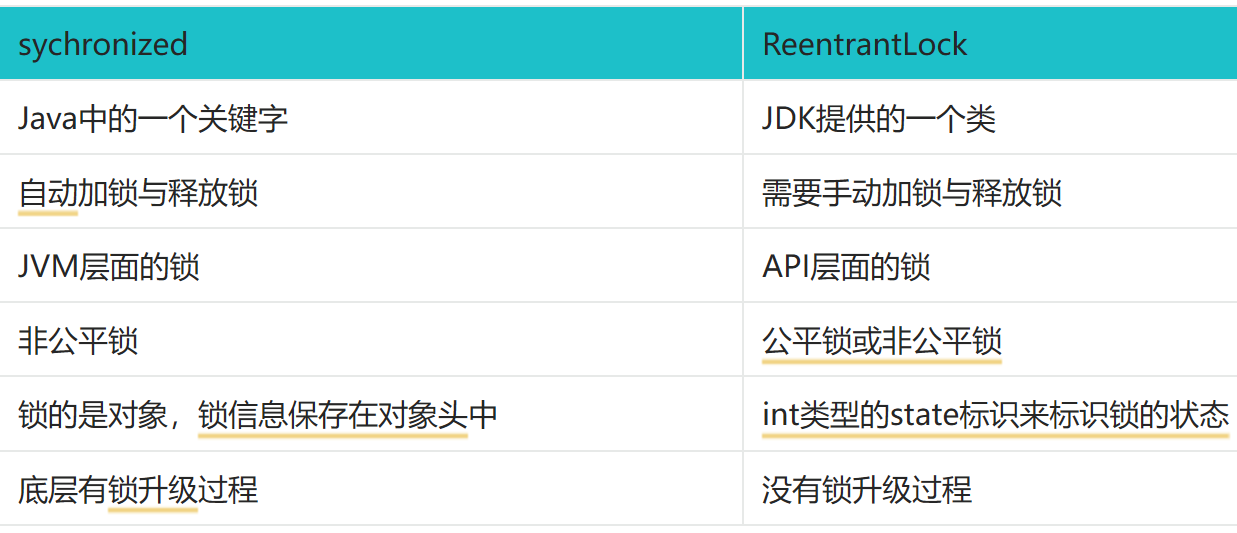 sychronized
ReentrantLock
Java中的一个关键字
JDK提供的一个类
自动加锁与释放锁
需要手动加锁与释放锁
JVM层面的锁
API层面的锁
非公平锁
公平锁或非公平锁
锁的是对象，锁信息保存在对象头中
int类型的state标识来标识锁的状态
底层有锁升级过程
没有锁升级过程